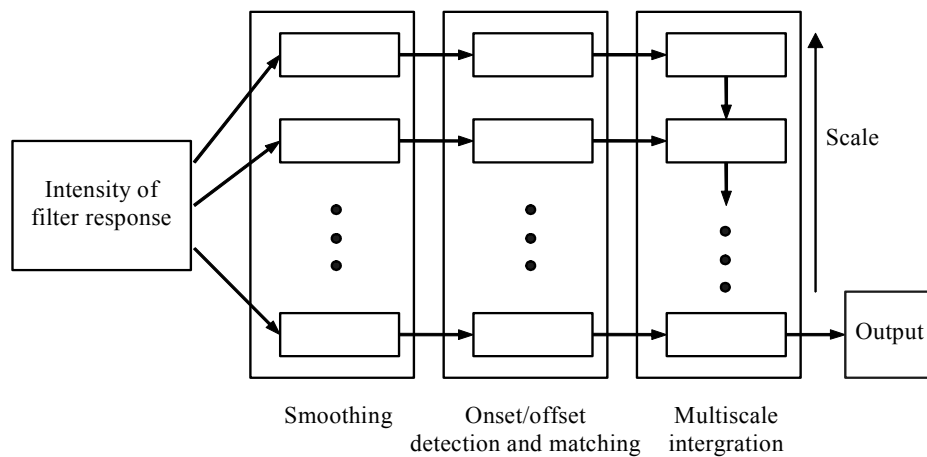 Intensity of
filter response
Scale
Output
Smoothing
Onset/offset
detection and matching
Multiscale
intergration